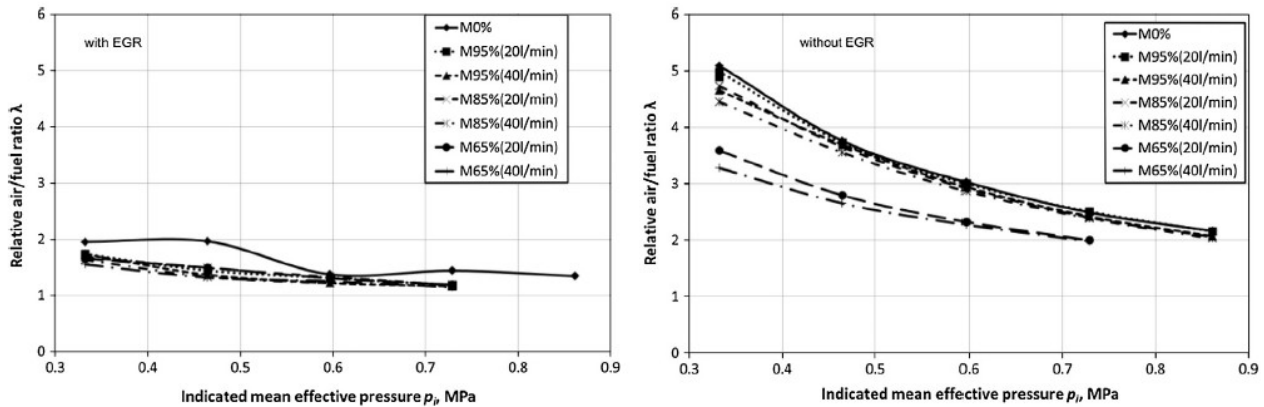 with EGR
M0%
M95%(20l/min)
M95%(40l/min)
M85%(20l/min)
M85%(40l/min)
M65%(20l/min)
M65%(40l/min)
Relative air/fuel ratio λ
6
5
4
3
2
1
0
0.3 0.4 0.5 0.6 0.7 0.8 0.9
Indicated mean effective pressure pi, MPa
without EGR
M0%
M95%(20l/min)
M95%(40l/min)
M85%(20l/min)
M85%(40l/min)
M65%(20l/min)
M65%(40l/min)
Relative air/fuel ratio λ
6
5
4
3
2
1
0
0.3 0.4 0.5 0.6 0.7 0.8 0.9
Indicated mean effective pressure pi, MPa